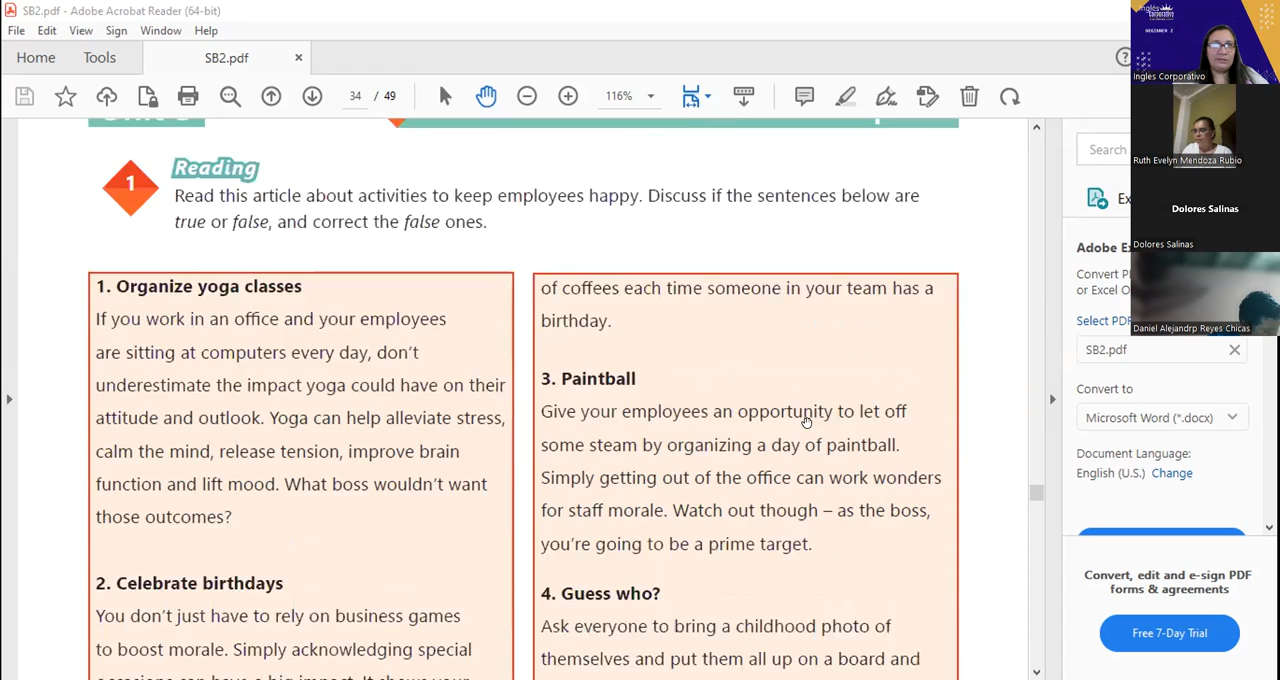 SB2.pdf - Adobe Acrobat Reader (64-bit)
File Edit View Sign Window Help
Home Tools SB2.pdf
34 / 49 116%
1
Reading
Read this article about activities to keep employees happy. Discuss if the sentences below are
true or false, and correct the false ones.
1. Organize yoga classes
If you work in an office and your employees
are sitting at computers every day, don't
underestimate the impact yoga could have on their
attitude and outlook. Yoga can help alleviate stress,
calm the mind, release tension, improve brain
function and lift mood. What boss wouldn't want
those outcomes?
2. Celebrate birthdays
You don't just have to rely on business games
to boost morale. Simply acknowledging special
of coffees each time someone in your team has a
birthday.
3. Paintball
Give your employees an opportunity to let off
some steam by organizing a day of paintball.
Simply getting out of the office can work wonders
for staff morale. Watch out though – as the boss,
you're going to be a prime target.
4. Guess who?
Ask everyone to bring a childhood photo of
themselves and put them all up on a board and
Search
Ex
Adobe Ex
Convert P
or Excel O
Select PD
SB2.pdf
Convert to
Microsoft Word (*.docx)
Document Language:
English (U.S.) Change
Convert, edit and e-sign PDF
forms & agreements
Free 7-Day Trial
Inglés
Corporativo
BEGINNER 2
Ingles Corporativo
Ruth Evelyn Mendoza Rubio
Dolores Salinas
Dolores Salinas
Daniel Alejandrp Reyes Chicas